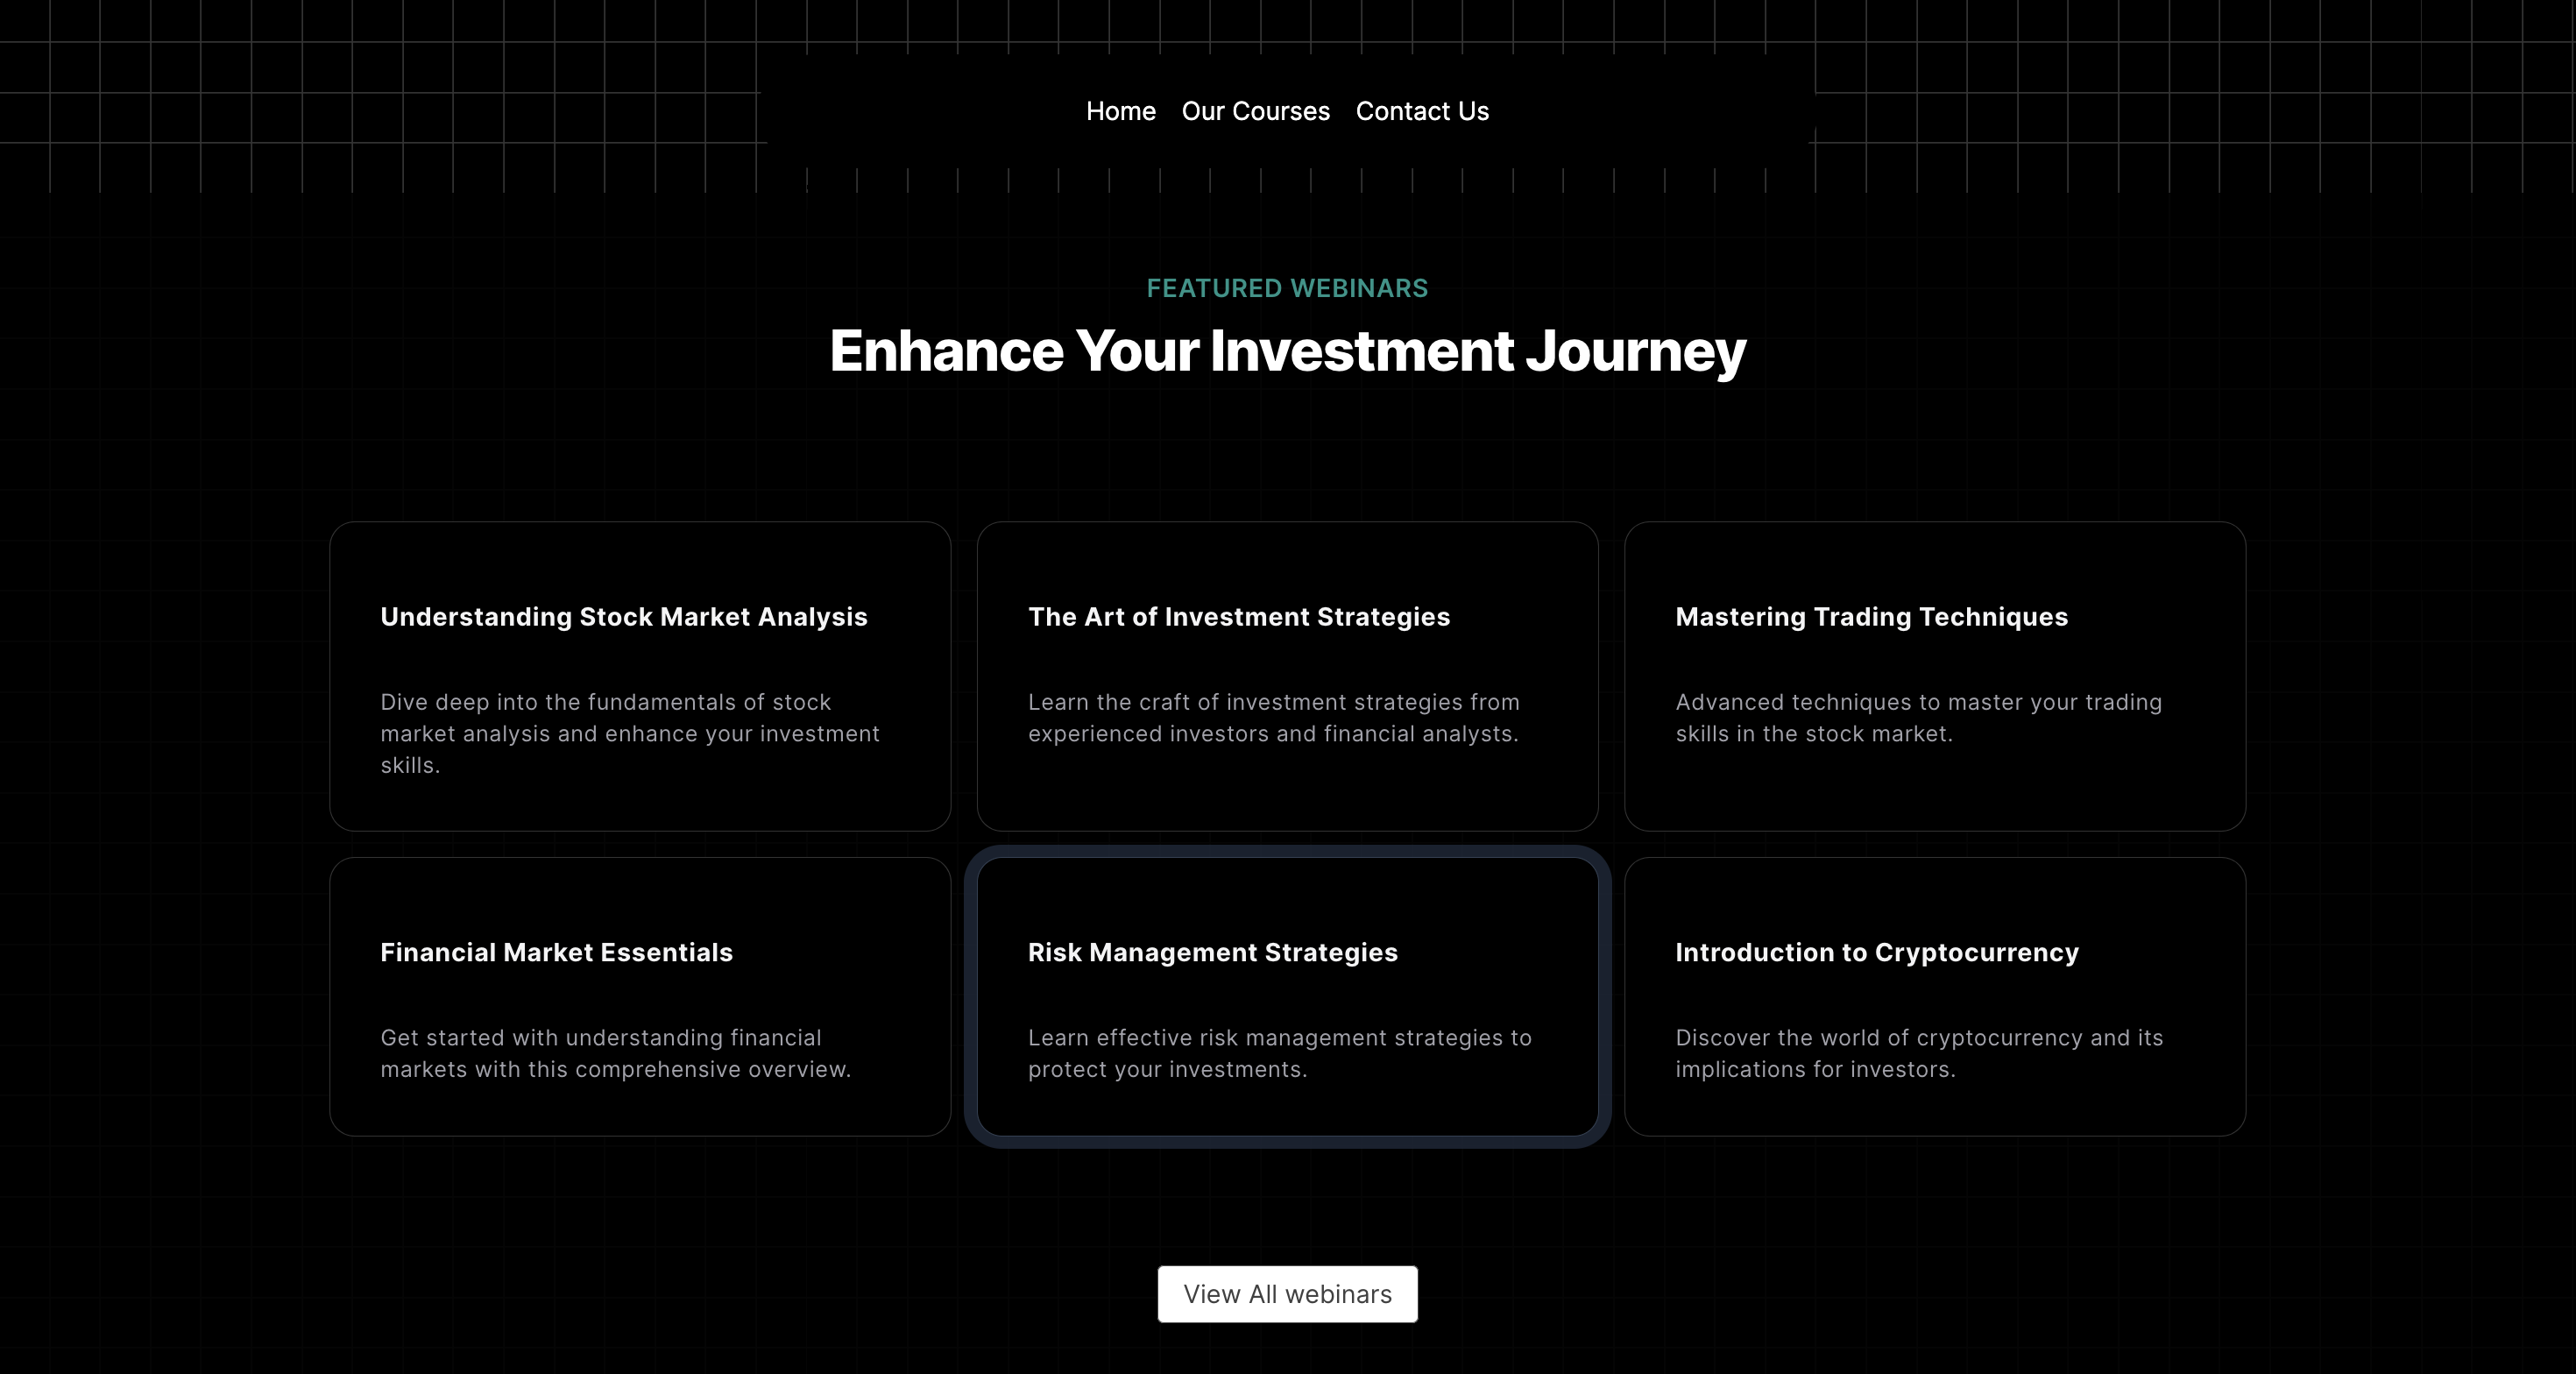 Home Our Courses Contact Us
FEATURED WEBINARS
Enhance Your Investment Journey
Understanding Stock Market Analysis
Dive deep into the fundamentals of stock
market analysis and enhance your investment
skills.
The Art of Investment Strategies
Learn the craft of investment strategies from
experienced investors and financial analysts.
Mastering Trading Techniques
Advanced techniques to master your trading
skills in the stock market.
Financial Market Essentials
Get started with understanding financial
markets with this comprehensive overview.
Risk Management Strategies
Learn effective risk management strategies to
protect your investments.
Introduction to Cryptocurrency
Discover the world of cryptocurrency and its
implications for investors.
View All webinars